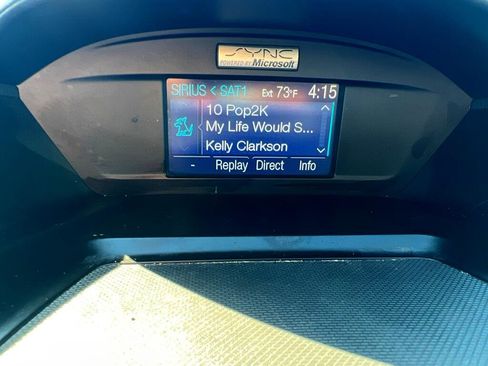 SYNC
POWERED BY Microsoft
SIRIUS < SAT1 Ext 73°F 4:15
10 Pop2K
My Life Would S...
Kelly Clarkson
- Replay Direct Info